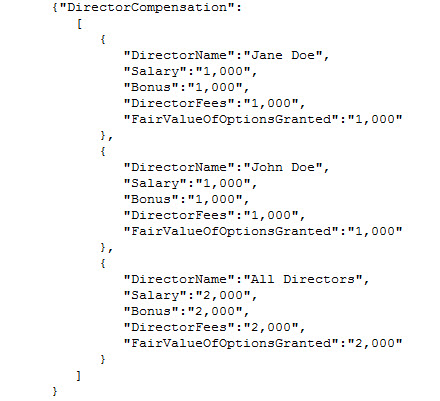 {"DirectorCompensation":
[
{
"DirectorName":"Jane Doe",
"Salary":"1,000",
"Bonus":"1,000",
"DirectorFees":"1,000",
"FairValueOfOptionsGranted":"1,000"
},
{
"DirectorName":"John Doe",
"Salary":"1,000",
"Bonus":"1,000",
"DirectorFees":"1,000",
"FairValueOfOptionsGranted":"1,000"
},
{
"DirectorName":"All Directors",
"Salary":"2,000",
"Bonus":"2,000",
"DirectorFees":"2,000",
"FairValueOfOptionsGranted":"2,000"
}
]
}